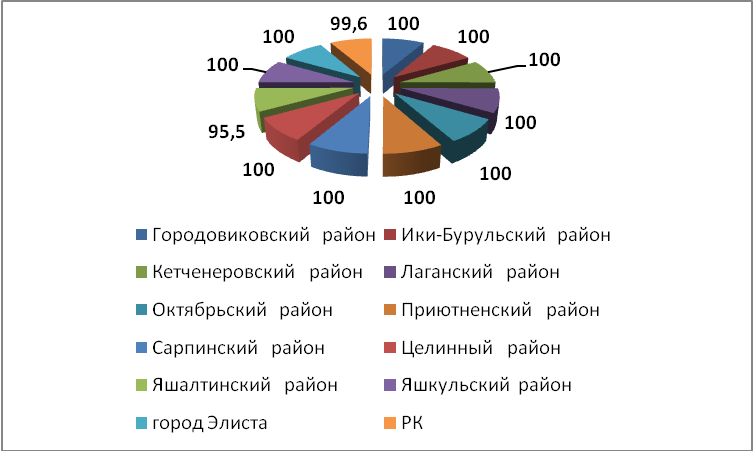 99,6 100
100 100
100 100
95,5 100
100 100
100 100
Городовиковский район Ики-Бурульский район
Кетченеровский район Лаганский район
Октябрьский район Приютненский район
Сарпинский район Целинный район
Яшалтинский район Яшкульский район
город Элиста РК